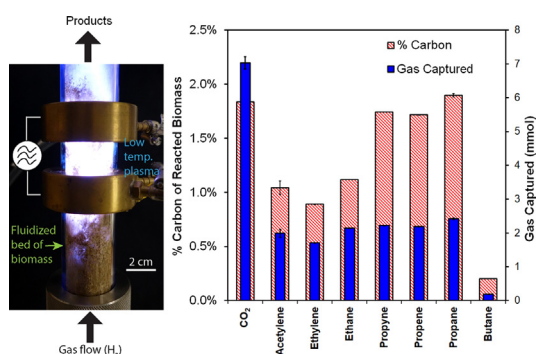 Products
Low
temp.
plasma
Fluidized
bed of
biomass
2 cm
Gas flow (H₂)
% Carbon of Reacted Biomass
2.5%
2.0%
1.5%
1.0%
0.5%
0.0%
% Carbon
Gas Captured
8
7
6
5
4
3
2
1
0
Gas Captured (mmol)
CO₂
Acetylene
Ethylene
Ethane
Propyne
Propene
Propane
Butane